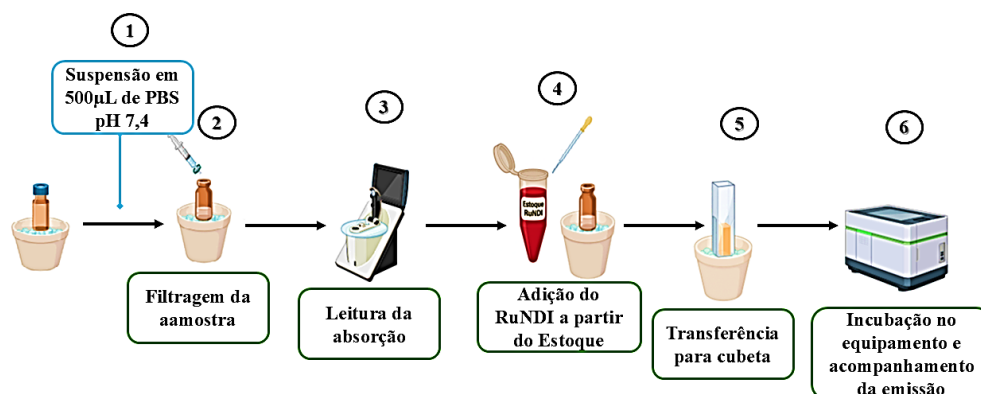 1
Suspensão em
500µL de PBS
pH 7,4
2
Filtragem da
aamostra
3
Leitura da
absorção
4
Estoque
RuNDI
Adição do
RuNDI a partir
do Estoque
5
Transferência
para cubeta
6
Incubação no
equipamento e
acompanhamento
da emissão